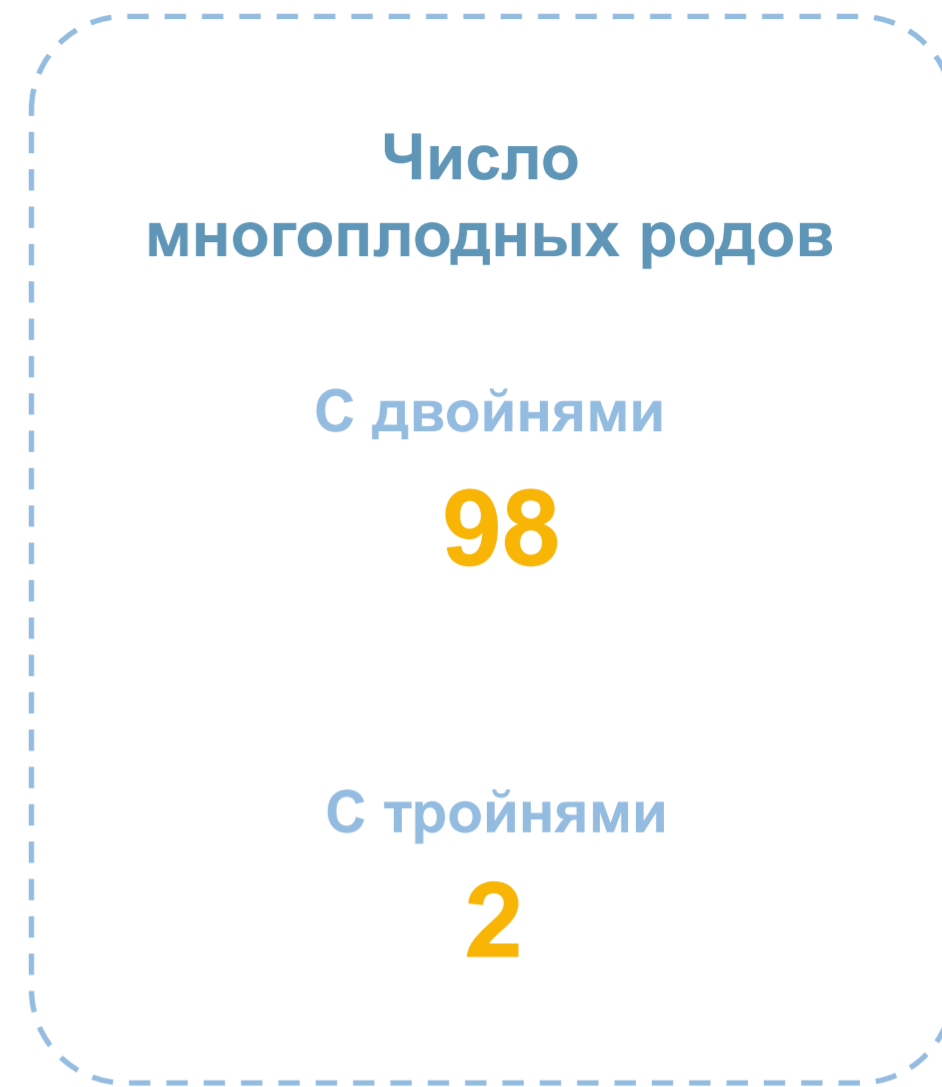 Число
многоплодных родов
С двойнями
98
С тройнями
2